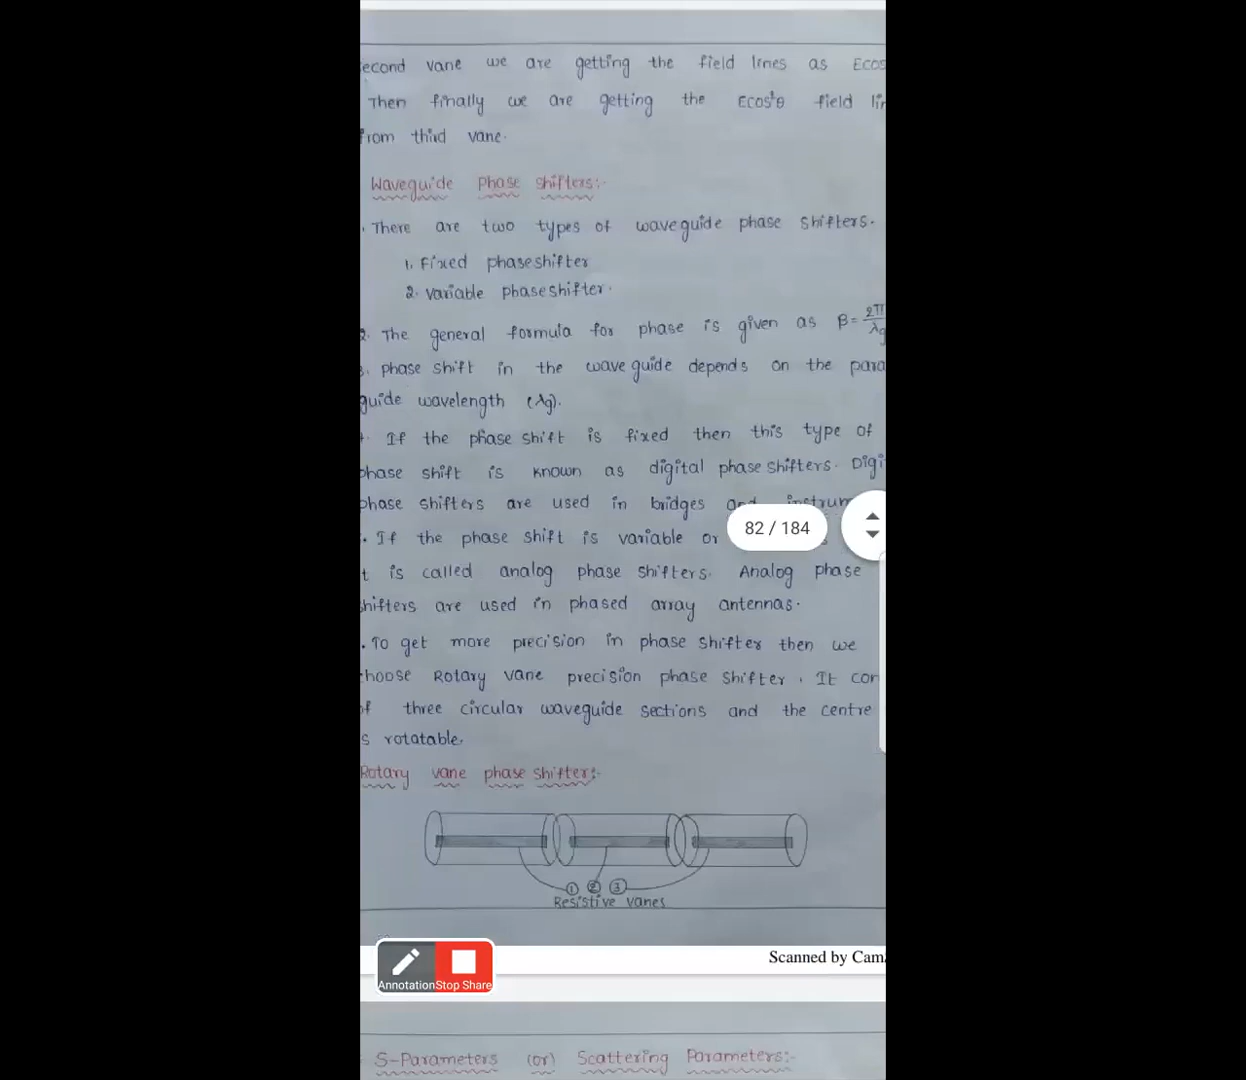 econd vane we are getting the field lines as Ecos
Then finally we are getting the Ecos²θ field lin
from third vane.
Waveguide Phase Shifters:-
. There are two types of waveguide phase shifters.
1. Fixed phaseshifter
2. Variable phaseshifter.
2. The general formula for phase is given as β = 2π/λg
3. phase shift in the wave guide depends on the para
guide wavelength (λg).
. If the phase shift is fixed then this type of
phase shift is known as digital phase shifters. Digi
phase shifters are used in bridges and instrum
. If the phase shift is variable or
t is called analog phase shifters. Analog phase
shifters are used in phased array antennas.
. To get more precision in phase shifter then we
choose Rotary vane precision phase shifter. It con
of three circular waveguide sections and the centre
s rotatable.
Rotary vane phase shifter:-
1 2 3
Resistive vanes
82 / 184
Annotation Stop Share
Scanned by Cam
S-Parameters (or) Scattering Parameters:-